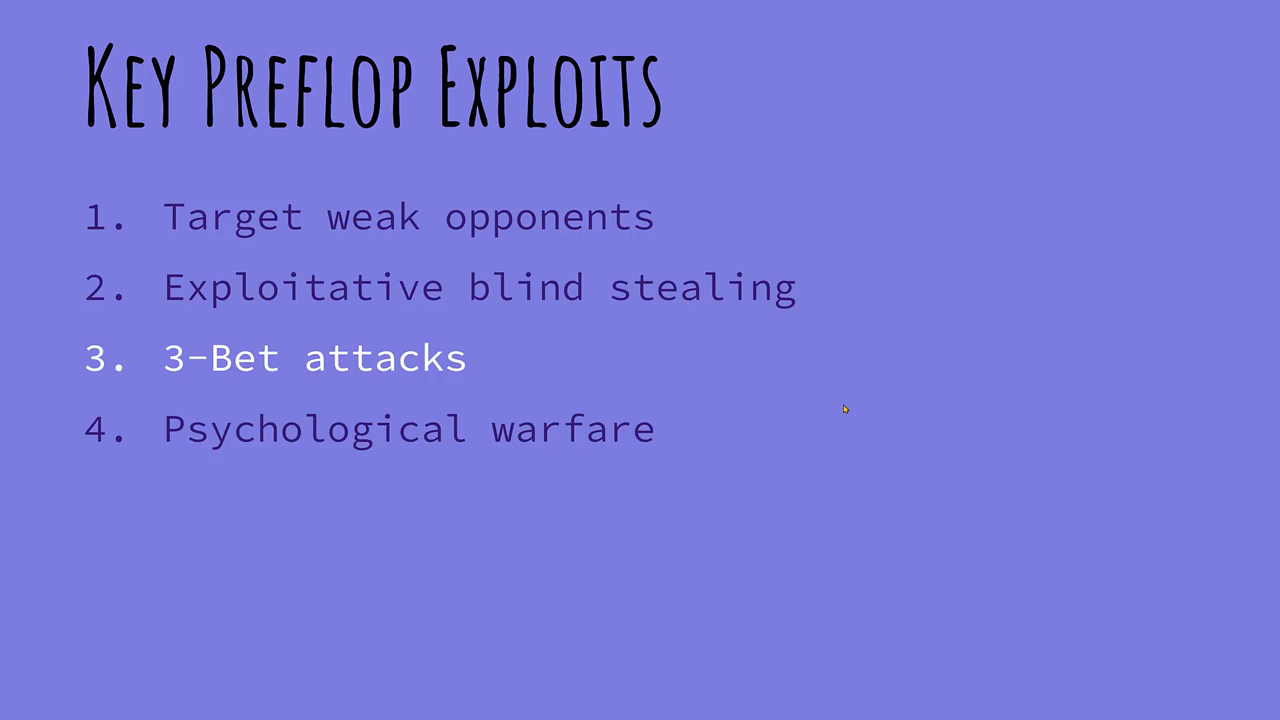 Key Preflop Exploits
1. Target weak opponents
2. Exploitative blind stealing
3. 3-Bet attacks
4. Psychological warfare